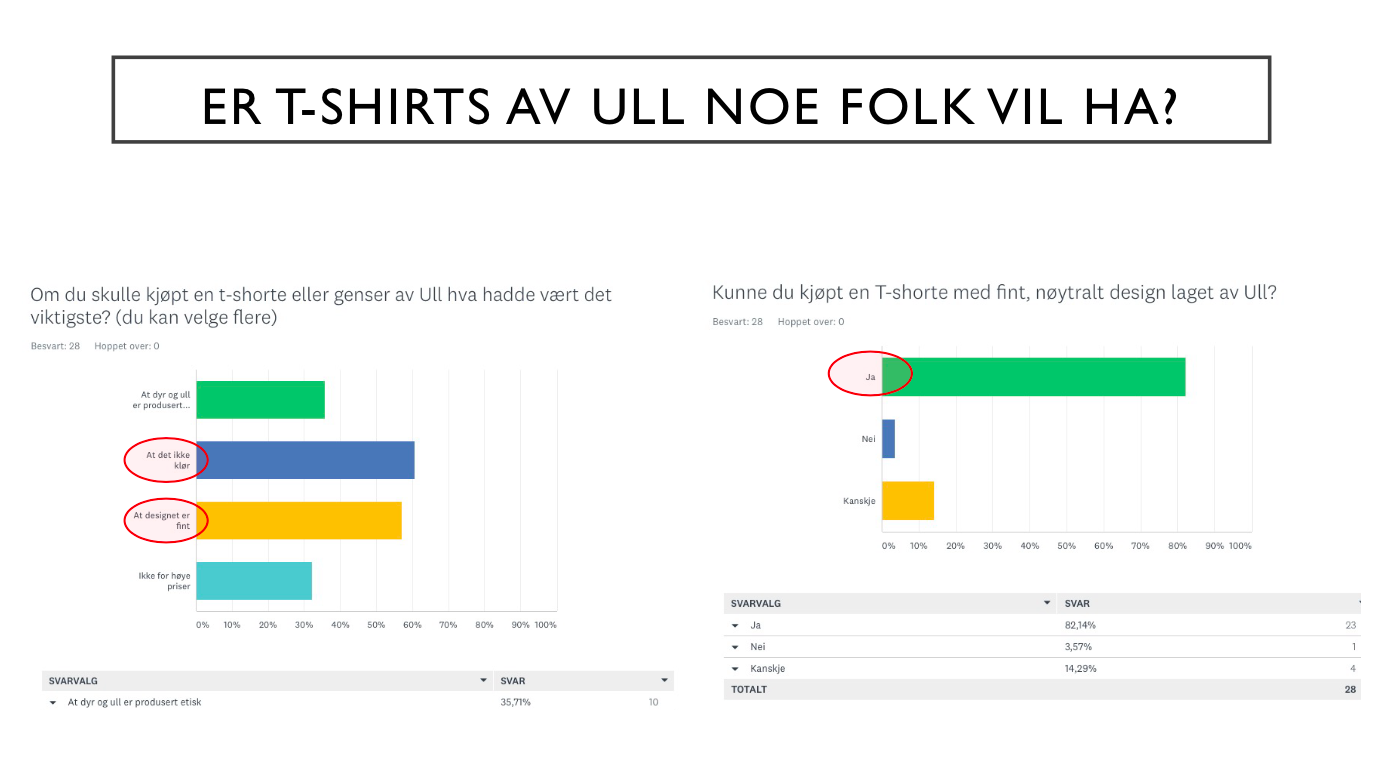 ER T-SHIRTS AV ULL NOE FOLK VIL HA?
Om du skulle kjøpt en t-shorte eller genser av Ull hva hadde vært det
viktigste? (du kan velge flere)
Besvart: 28 Hoppet over: 0
At dyr og ull
er produsert...
At det ikke
klør
At designet er
fint
Ikke for høye
priser
0% 10% 20% 30% 40% 50% 60% 70% 80% 90% 100%
SVARVALG SVAR
At dyr og ull er produsert etisk 35,71% 10
Kunne du kjøpt en T-shorte med fint, nøytralt design laget av Ull?
Besvart: 28 Hoppet over: 0
Ja
Nei
Kanskje
0% 10% 20% 30% 40% 50% 60% 70% 80% 90% 100%
SVARVALG SVAR
Ja 82,14% 23
Nei 3,57% 1
Kanskje 14,29% 4
TOTALT 28